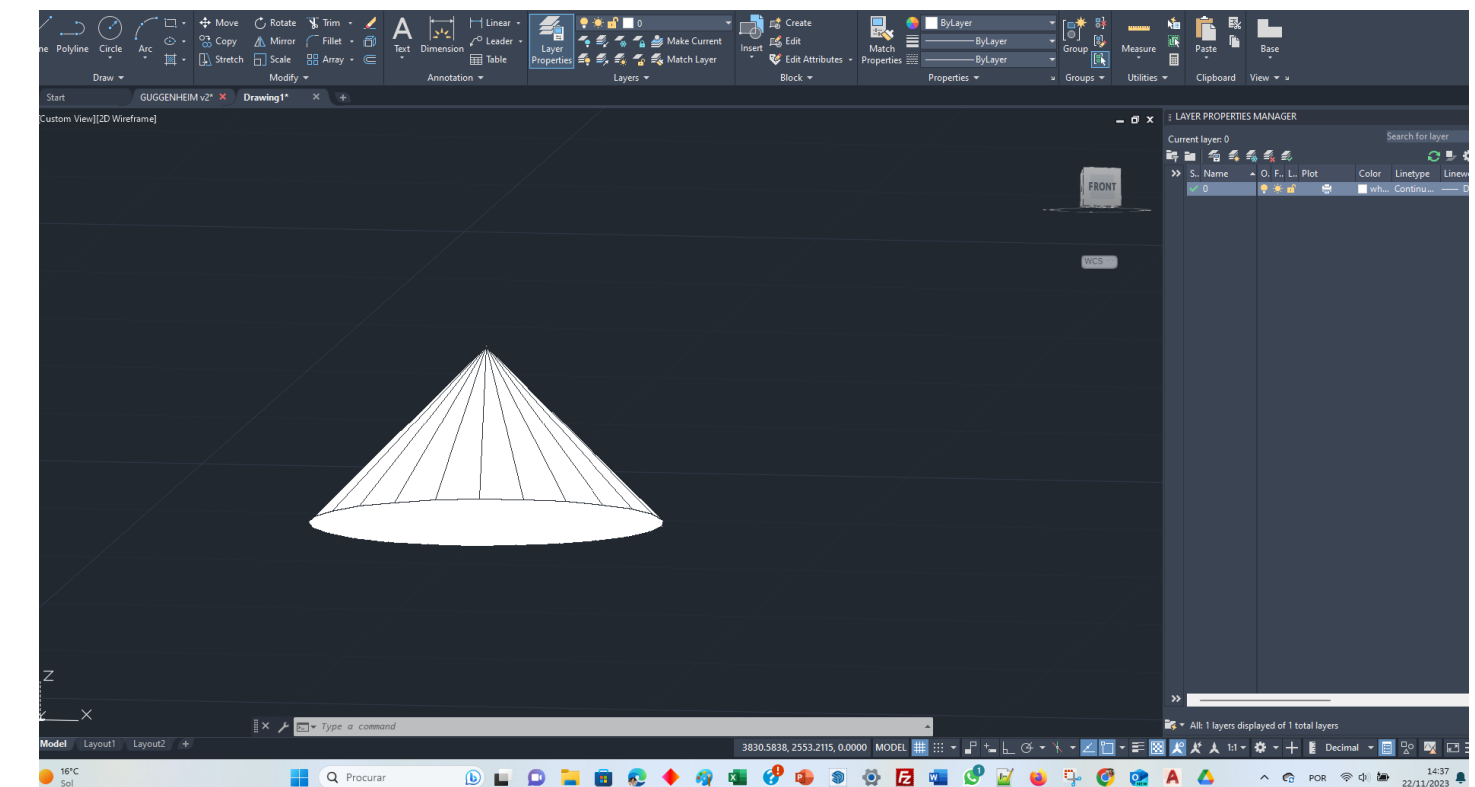 ne Polyline Circle Arc
Move Rotate Trim
Copy Mirror Fillet
Stretch Scale Array
Draw Modify
Text Dimension
Linear
Leader
Table
Annotation
Layer Properties
0
Make Current
Match Layer
Layers
Insert
Create
Edit
Edit Attributes
Block
Match Properties
ByLayer
ByLayer
ByLayer
Properties
Group
Groups
Measure
Utilities
Paste
Clipboard
Base
View
Start GUGGENHEIM v2* Drawing1*
Custom View][2D Wireframe]
FRONT
WCS
LAYER PROPERTIES MANAGER
Current layer: 0 Search for layer
S.. Name O. F.. L.. Plot Color Linetype Linewe
0 wh... Continu... D
Z
X
Type a command
All: 1 layers displayed of 1 total layers
Model Layout1 Layout2 +
3830.5838, 2553.2115, 0.0000 MODEL 1:1 Decimal
16°C
Sol
Procurar
POR
14:37
22/11/2023